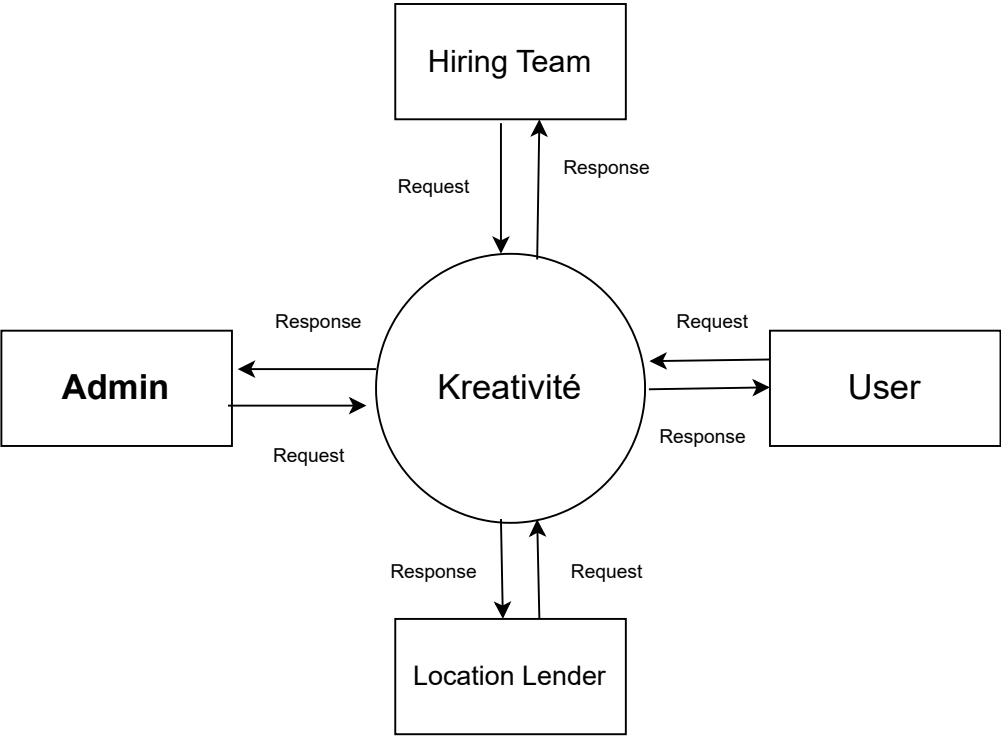 Hiring Team
Response
Request
Response
Request
Admin
Kreativité
User
Response
Request
Response
Request
Location Lender